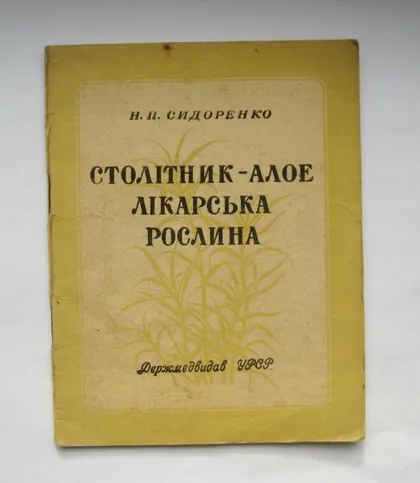 Н. П. СИДОРЕНКО
СТОЛІТНИК-АЛОЕ
ЛІКАРСЬКА
РОСЛИНА
Держмедвидав УРСР